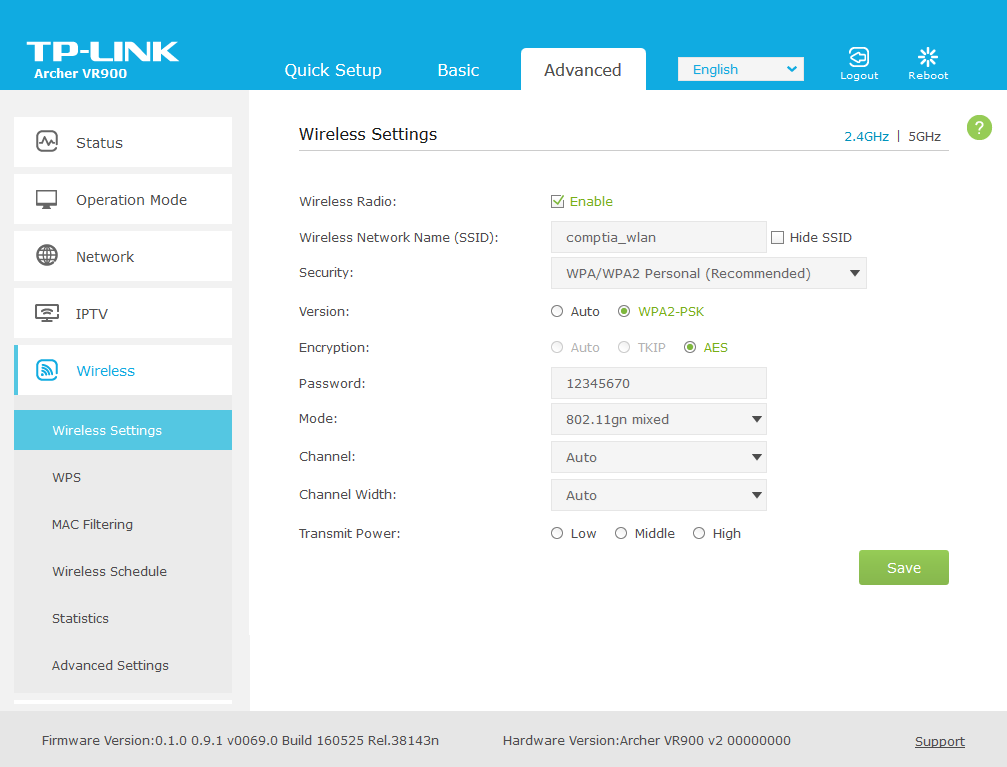 TP-LINK
Archer VR900
Quick Setup
Basic
Advanced
English
Logout
Reboot
Status
Operation Mode
Network
IPTV
Wireless
Wireless Settings
WPS
MAC Filtering
Wireless Schedule
Statistics
Advanced Settings
Wireless Settings
2.4GHz | 5GHz
?
Wireless Radio: Enable
Wireless Network Name (SSID): comptia_wlan Hide SSID
Security: WPA/WPA2 Personal (Recommended)
Version: Auto WPA2-PSK
Encryption: Auto TKIP AES
Password: 12345670
Mode: 802.11gn mixed
Channel: Auto
Channel Width: Auto
Transmit Power: Low Middle High
Save
Firmware Version:0.1.0 0.9.1 v0069.0 Build 160525 Rel.38143n
Hardware Version:Archer VR900 v2 00000000
Support